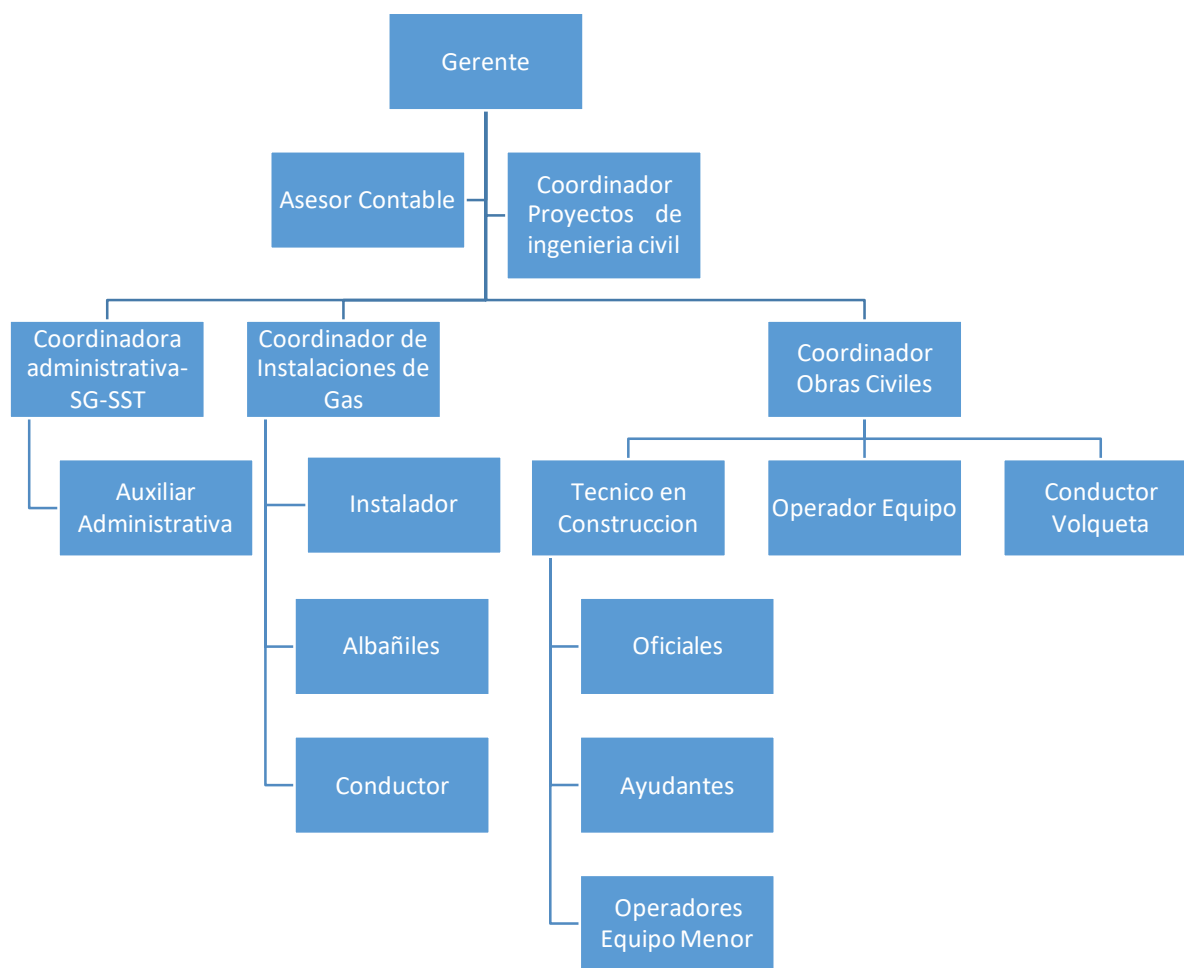 Gerente
Asesor Contable
Coordinador
Proyectos de
ingenieria civil
Coordinadora
administrativa-
SG-SST
Coordinador de
Instalaciones de
Gas
Coordinador
Obras Civiles
Auxiliar
Administrativa
Instalador
Tecnico en
Construccion
Operador Equipo
Conductor
Volqueta
Albañiles
Oficiales
Conductor
Ayudantes
Operadores
Equipo Menor